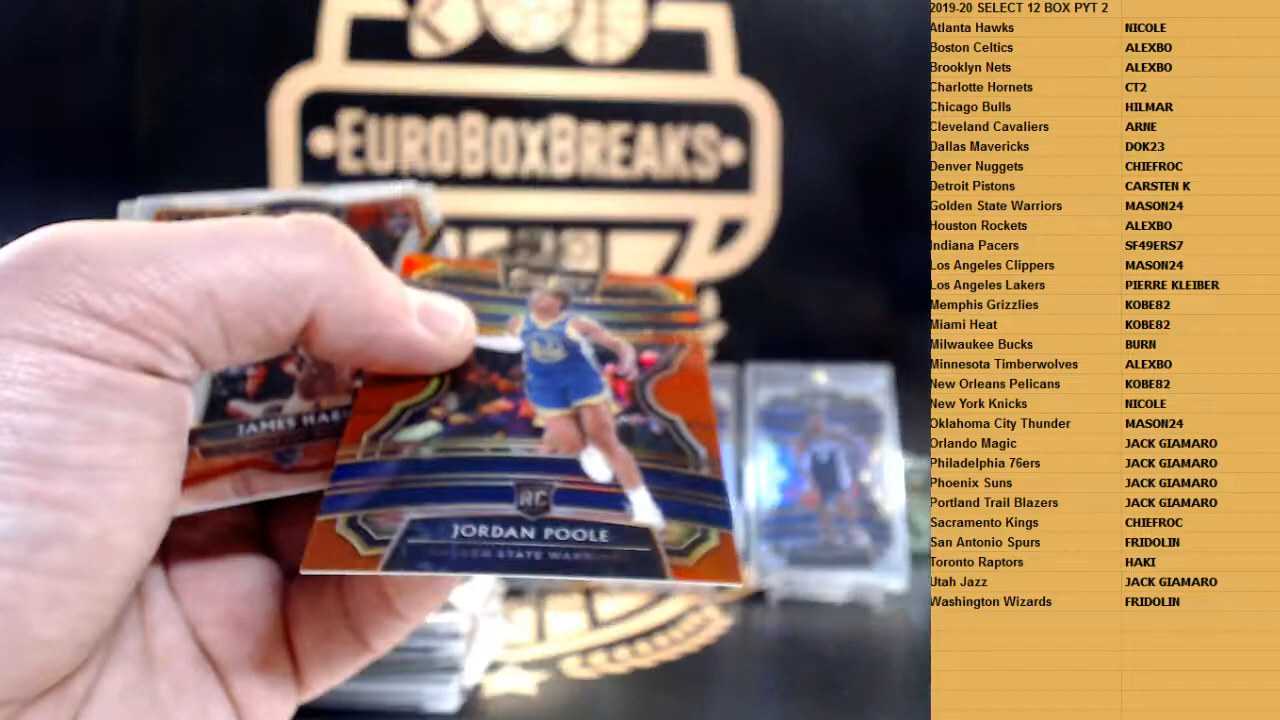 EUROBOXBREAKS
JAMES HAR
RC
JORDAN POOLE
GOLDEN STATE WARRIORS
2019-20 SELECT 12 BOX PYT 2
Atlanta Hawks NICOLE
Boston Celtics ALEXBO
Brooklyn Nets ALEXBO
Charlotte Hornets CT2
Chicago Bulls HILMAR
Cleveland Cavaliers ARNE
Dallas Mavericks DOK23
Denver Nuggets CHIEFROC
Detroit Pistons CARSTEN K
Golden State Warriors MASON24
Houston Rockets ALEXBO
Indiana Pacers SF49ERS7
Los Angeles Clippers MASON24
Los Angeles Lakers PIERRE KLEIBER
Memphis Grizzlies KOBE82
Miami Heat KOBE82
Milwaukee Bucks BURN
Minnesota Timberwolves ALEXBO
New Orleans Pelicans KOBE82
New York Knicks NICOLE
Oklahoma City Thunder MASON24
Orlando Magic JACK GIAMARO
Philadelphia 76ers JACK GIAMARO
Phoenix Suns JACK GIAMARO
Portland Trail Blazers JACK GIAMARO
Sacramento Kings CHIEFROC
San Antonio Spurs FRIDOLIN
Toronto Raptors HAKI
Utah Jazz JACK GIAMARO
Washington Wizards FRIDOLIN